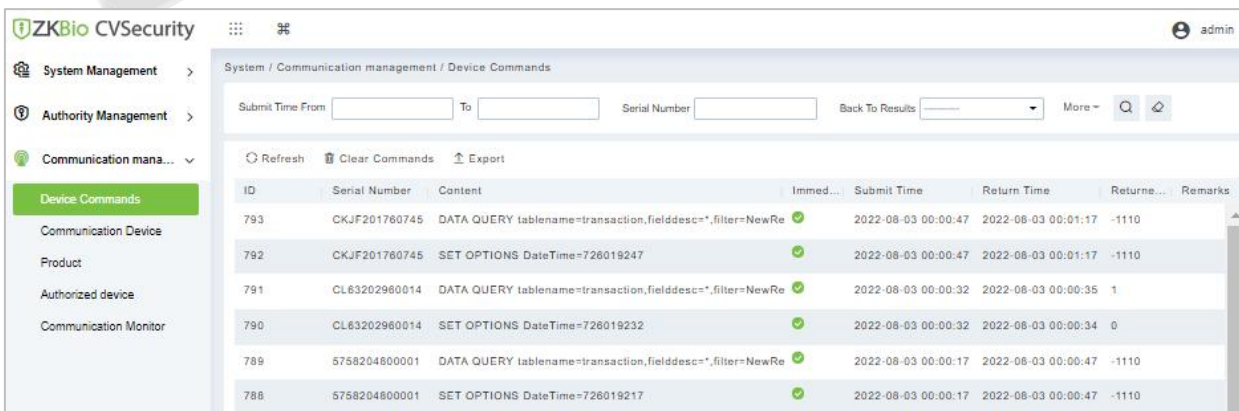 ZKBio CVSecurity
admin
System Management
Authority Management
Communication mana...
Device Commands
Communication Device
Product
Authorized device
Communication Monitor
System / Communication management / Device Commands
Submit Time From To Serial Number Back To Results ---------- More
Refresh Clear Commands Export
ID Serial Number Content Immed... Submit Time Return Time Returne... Remarks
793 CKJF201760745 DATA QUERY tablename=transaction,fielddesc=*,filter=NewRe 2022-08-03 00:00:47 2022-08-03 00:01:17 -1110
792 CKJF201760745 SET OPTIONS DateTime=726019247 2022-08-03 00:00:47 2022-08-03 00:01:17 -1110
791 CL63202960014 DATA QUERY tablename=transaction,fielddesc=*,filter=NewRe 2022-08-03 00:00:32 2022-08-03 00:00:35 1
790 CL63202960014 SET OPTIONS DateTime=726019232 2022-08-03 00:00:32 2022-08-03 00:00:34 0
789 5758204800001 DATA QUERY tablename=transaction,fielddesc=*,filter=NewRe 2022-08-03 00:00:17 2022-08-03 00:00:47 -1110
788 5758204800001 SET OPTIONS DateTime=726019217 2022-08-03 00:00:17 2022-08-03 00:00:47 -1110